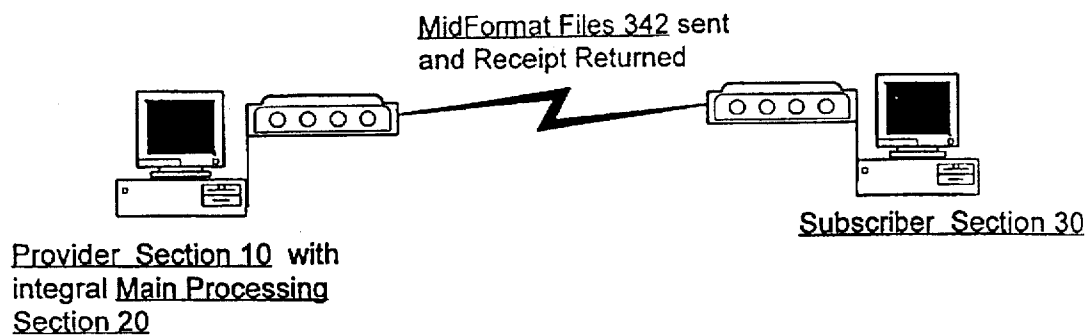 MidFormat Files 342 sent
and Receipt Returned
Subscriber Section 30
Provider Section 10 with
integral Main Processing
Section 20